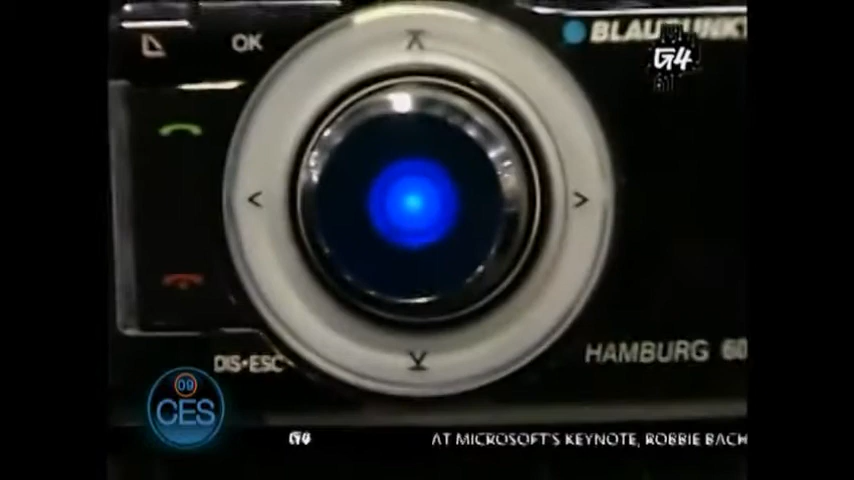 OK
BLAUPUNKT
G4
DIS•ESC
HAMBURG 60
09
CES
G4 AT MICROSOFT'S KEYNOTE, ROBBIE BACH